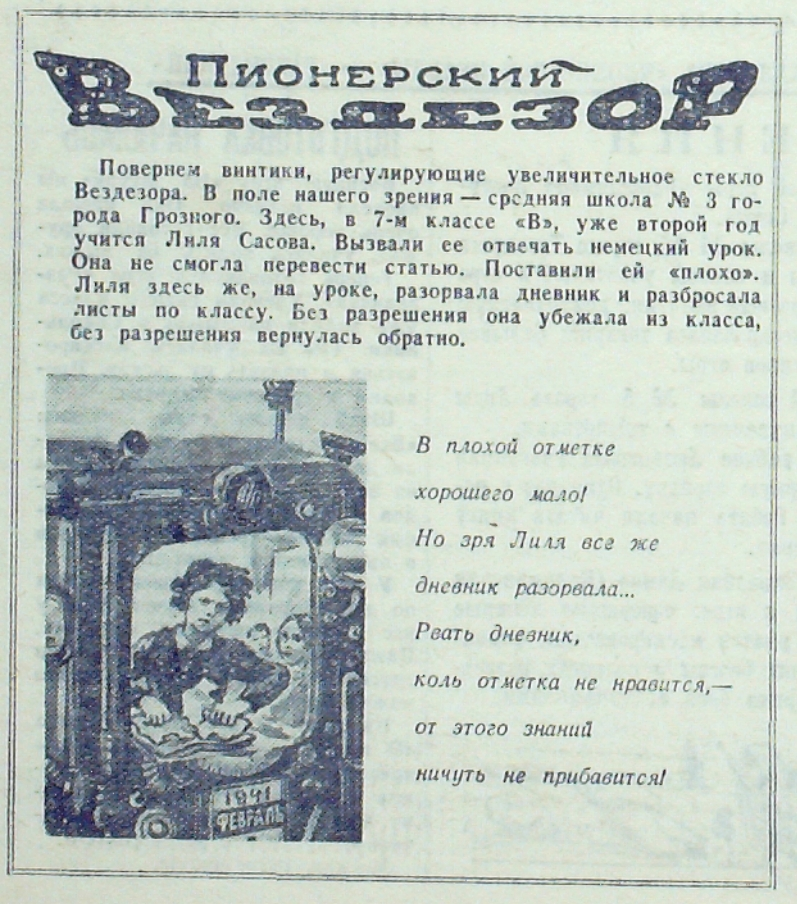 Пионерский
Вездезор
Повернем винтики, регулирующие увеличительное стекло
Вездезора. В поле нашего зрения — средняя школа № 3 го-
рода Грозного. Здесь, в 7-м классе «В», уже второй год
учится Лиля Сасова. Вызвали ее отвечать немецкий урок.
Она не смогла перевести статью. Поставили ей «плохо».
Лиля здесь же, на уроке, разорвала дневник и разбросала
листы по классу. Без разрешения она убежала из класса,
без разрешения вернулась обратно.
В плохой отметке
хорошего мало!
Но зря Лиля все же
дневник разорвала...
Рвать дневник,
коль отметка не нравится,—
от этого знаний
ничуть не прибавится!
1941
ФЕВРАЛЬ